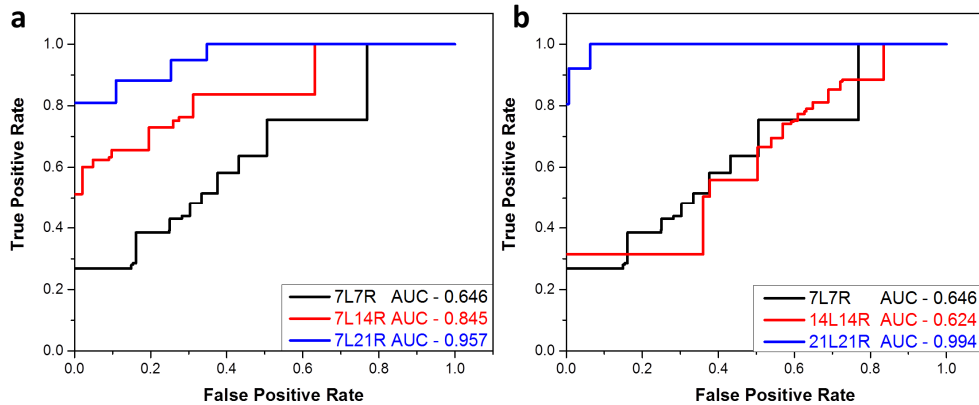 a
True Positive Rate
1.0
0.8
0.6
0.4
0.2
0.0
7L7R AUC - 0.646
7L14R AUC - 0.845
7L21R AUC - 0.957
0.0 0.2 0.4 0.6 0.8 1.0
False Positive Rate
b
True Positive Rate
1.0
0.8
0.6
0.4
0.2
0.0
7L7R AUC - 0.646
14L14R AUC - 0.624
21L21R AUC - 0.994
0.0 0.2 0.4 0.6 0.8 1.0
False Positive Rate